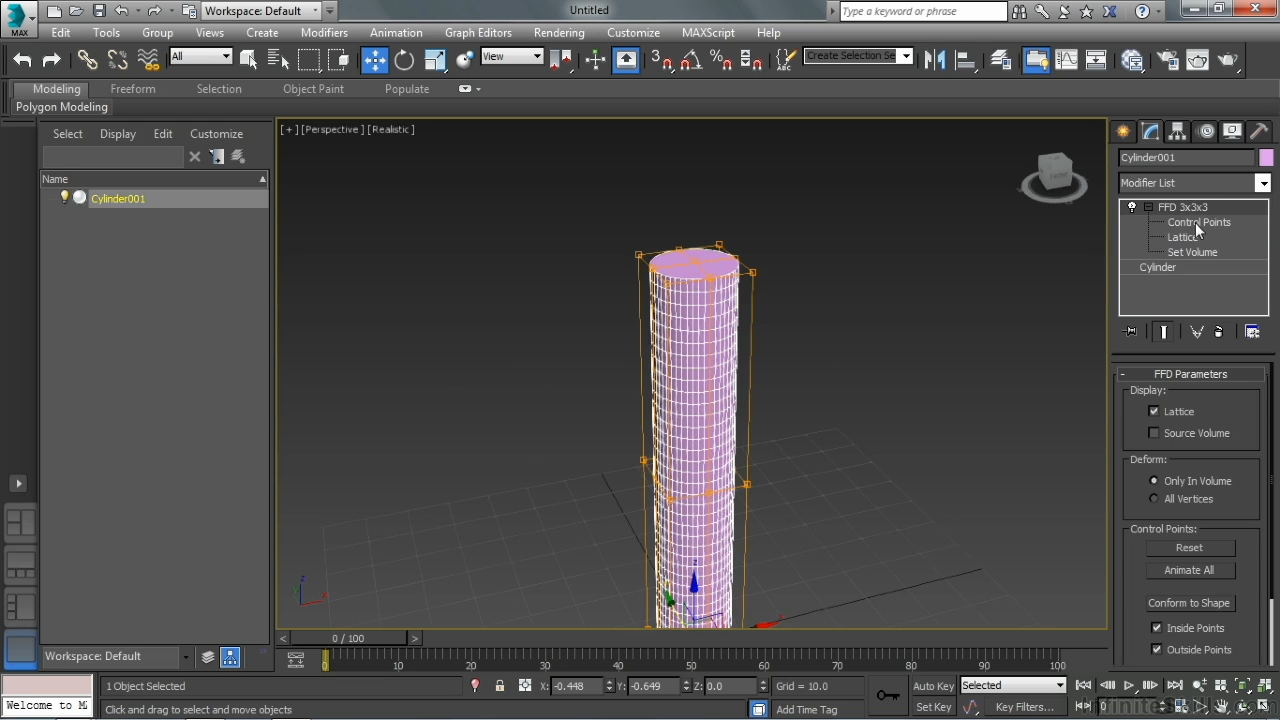 MAX Workspace: Default Untitled Type a keyword or phrase
Edit Tools Group Views Create Modifiers Animation Graph Editors Rendering Customize MAXScript Help
All View 3 Create Selection Se
Modeling Freeform Selection Object Paint Populate
Polygon Modeling
Select Display Edit Customize
[+] [Perspective] [Realistic]
Cylinder001
Name
Modifier List
Cylinder001
FFD 3x3x3
Control Points
Lattice
Set Volume
Cylinder
FRONT
- FFD Parameters
Display:
Lattice
Source Volume
Deform:
Only In Volume
All Vertices
Control Points:
Reset
Animate All
Conform to Shape
Inside Points
Outside Points
z
x
z
x
< 0 / 100 >
Workspace: Default
0 10 20 30 40 50 60 70 80 90 100
1 Object Selected X: -0.448 Y: -0.649 Z: 0.0 Grid = 10.0 Auto Key Selected
Welcome to M
Click and drag to select and move objects Add Time Tag Set Key Key Filters... 0